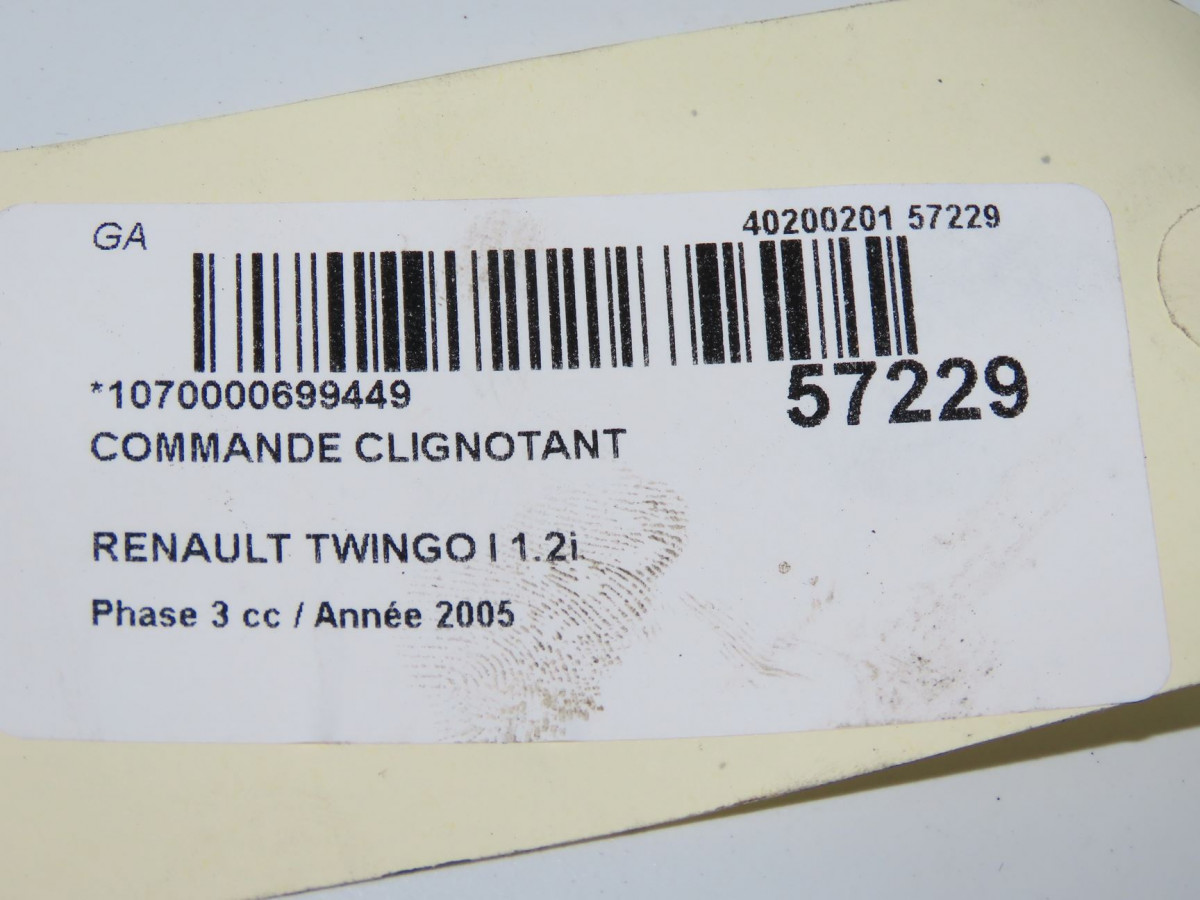 GA
40200201 57229
*1070000699449
57229
COMMANDE CLIGNOTANT
RENAULT TWINGO I 1.2i
Phase 3 cc / Année 2005